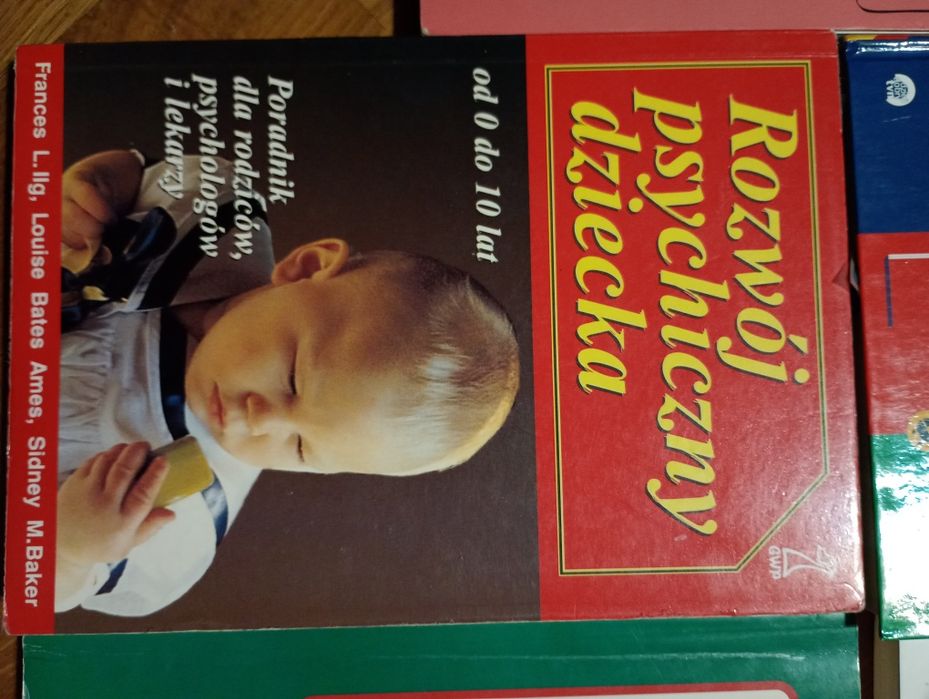 Rozwój
psychiczny
dziecka
GWP
od 0 do 10 lat
Poradnik
dla rodziców,
psychologów
i lekarzy
Frances L. Ilg, Louise Bates Ames, Sidney M. Baker